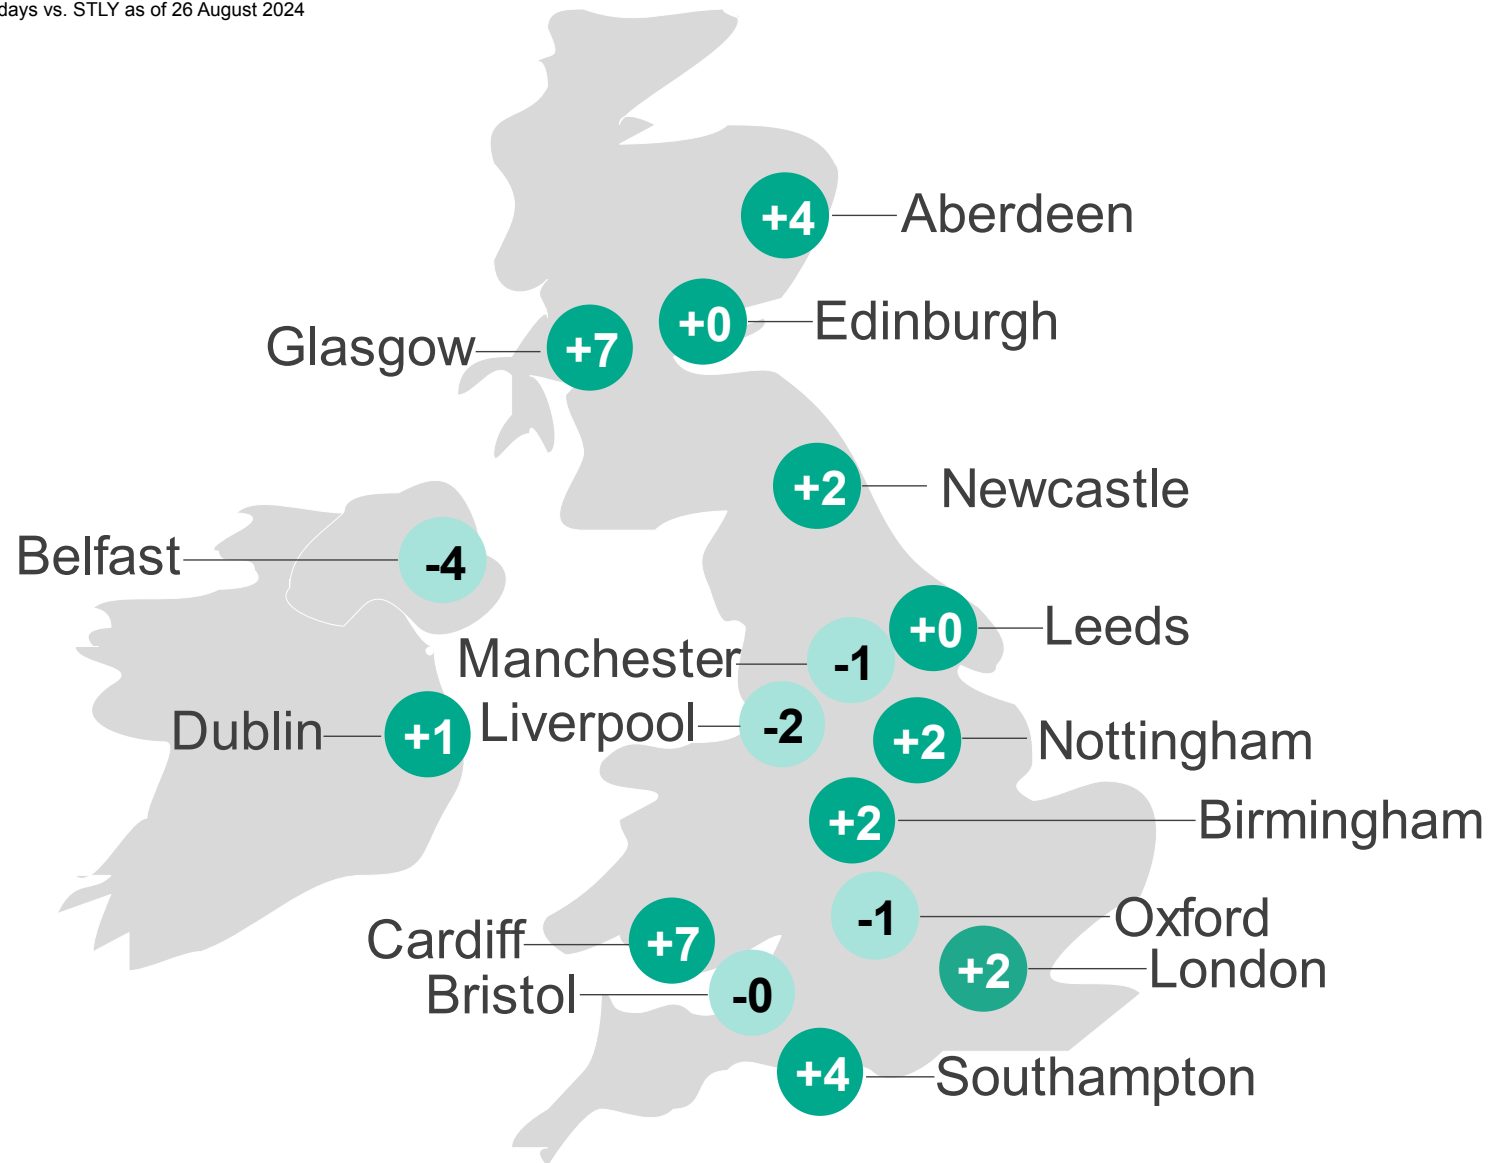 days vs. STLY as of 26 August 2024
+4 Aberdeen
+0 Edinburgh
Glasgow +7
+2 Newcastle
Belfast -4
+0 Leeds
Manchester -1
Liverpool -2
Dublin +1
+2 Nottingham
+2 Birmingham
-1 Oxford
Cardiff +7
+2 London
Bristol -0
+4 Southampton